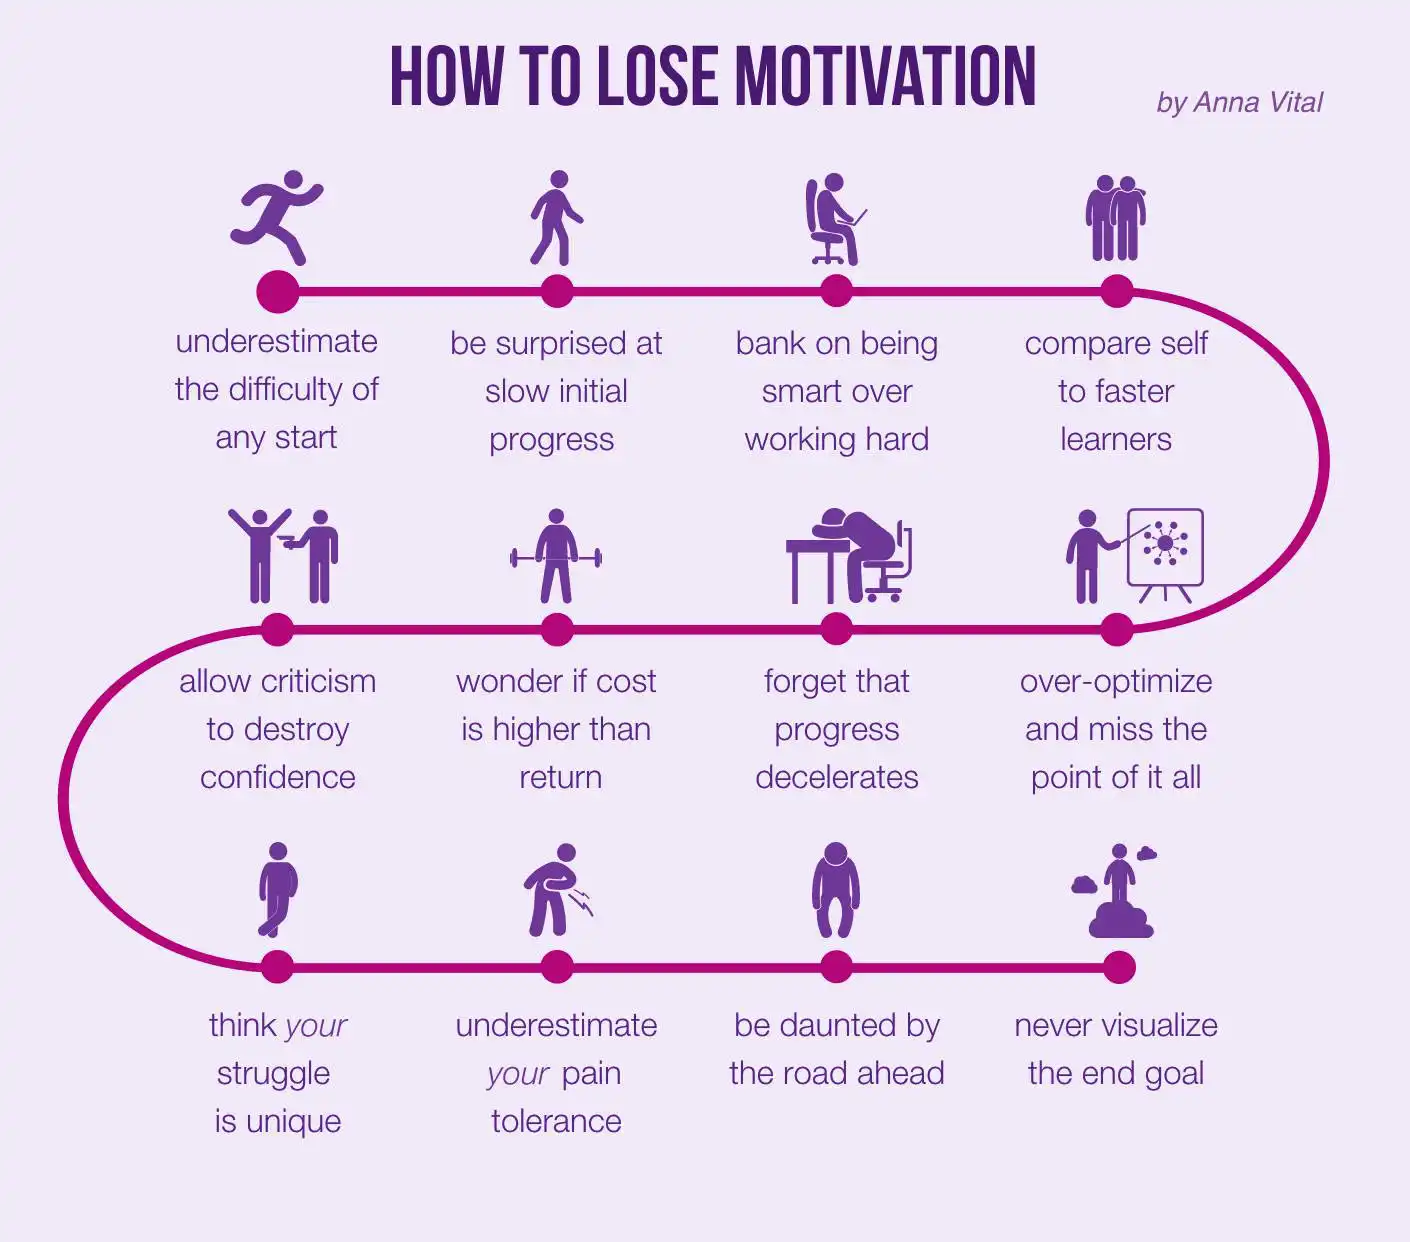 HOW TO LOSE MOTIVATION
by Anna Vital
underestimate
the difficulty of
any start
be surprised at
slow initial
progress
bank on being
smart over
working hard
compare self
to faster
learners
over-optimize
and miss the
point of it all
forget that
progress
decelerates
wonder if cost
is higher than
return
allow criticism
to destroy
confidence
think your
struggle
is unique
underestimate
your pain
tolerance
be daunted by
the road ahead
never visualize
the end goal